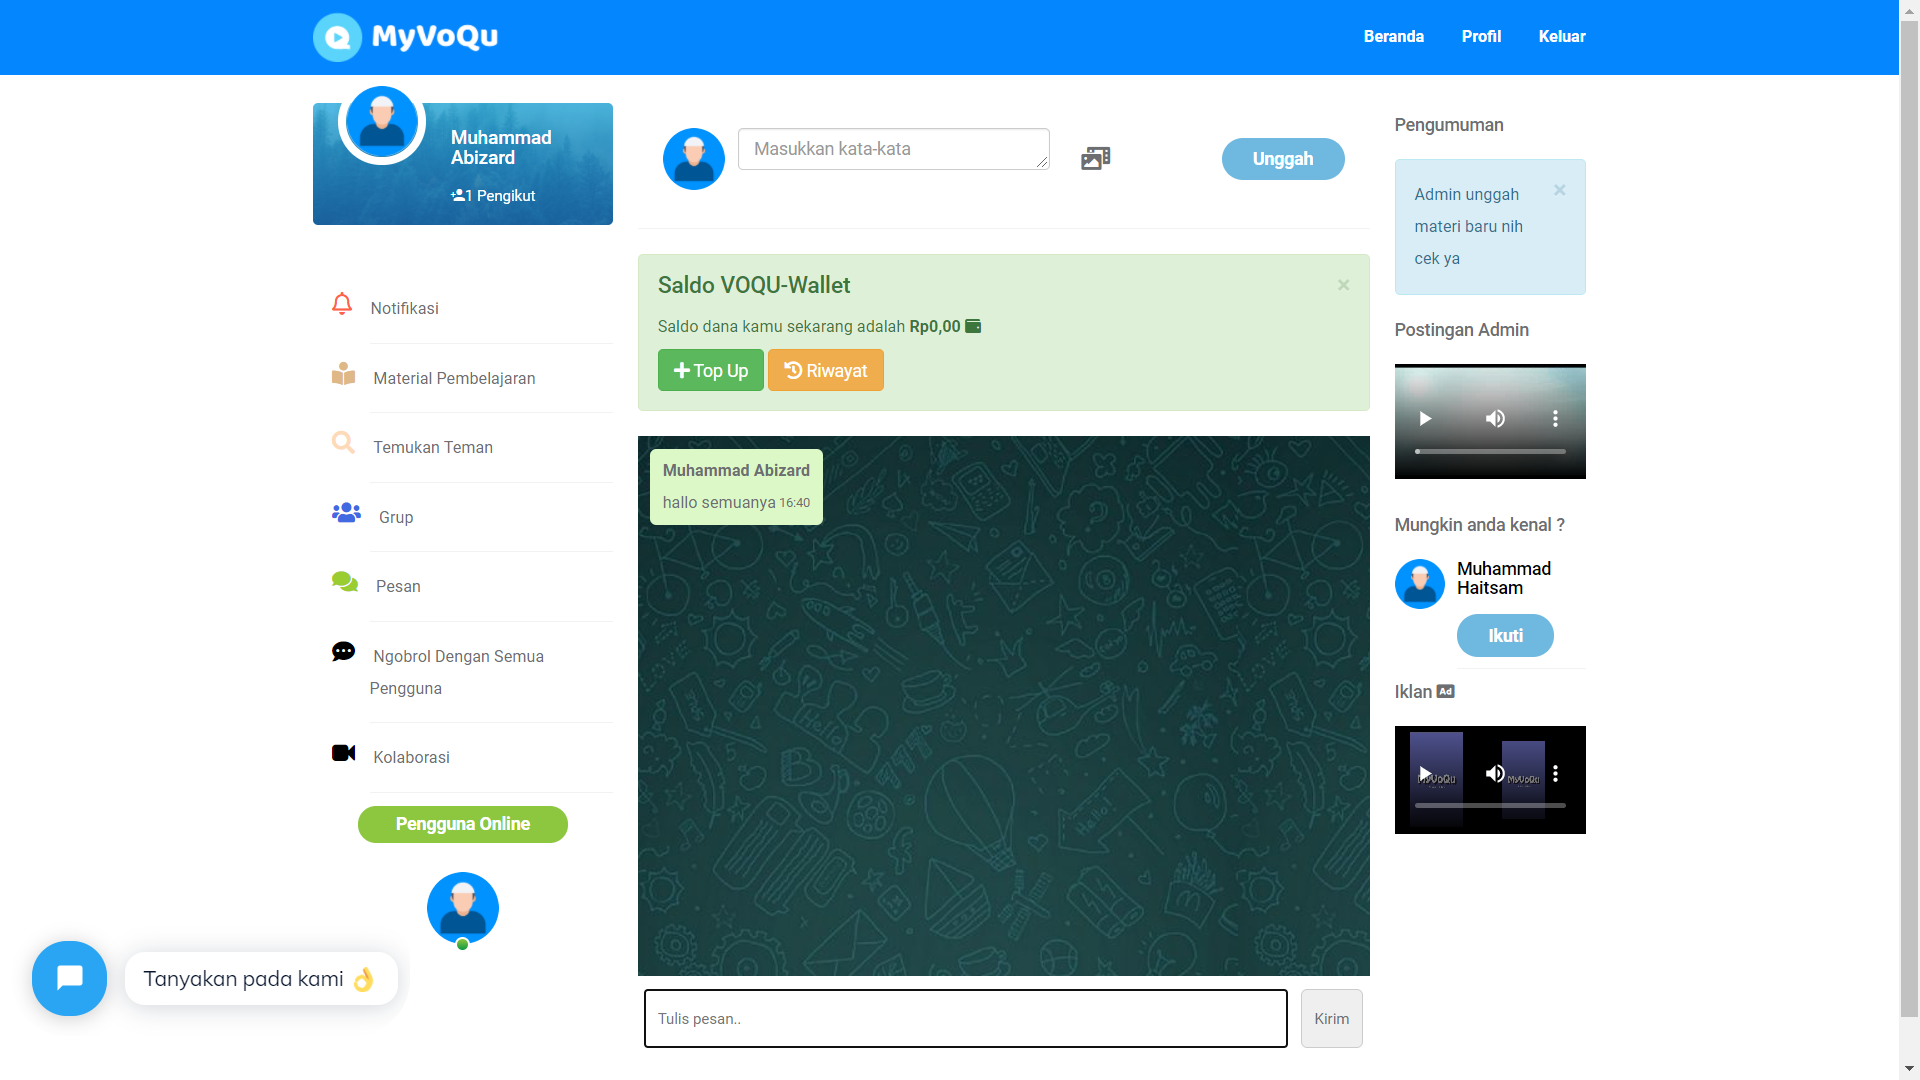 MyVoQu
Beranda
Profil
Keluar
Muhammad
Abizard
1 Pengikut
Notifikasi
Material Pembelajaran
Temukan Teman
Grup
Pesan
Ngobrol Dengan Semua
Pengguna
Kolaborasi
Pengguna Online
Tanyakan pada kami 👌
Masukkan kata-kata
Unggah
Saldo VOQU-Wallet
×
Saldo dana kamu sekarang adalah Rp0,00
Top Up
Riwayat
Muhammad Abizard
hallo semuanya 16:40
Tulis pesan..
Kirim
Pengumuman
Admin unggah
materi baru nih
cek ya
×
Postingan Admin
Mungkin anda kenal ?
Muhammad
Haitsam
Ikuti
Iklan Ad
MyVoQu
MyVoQu